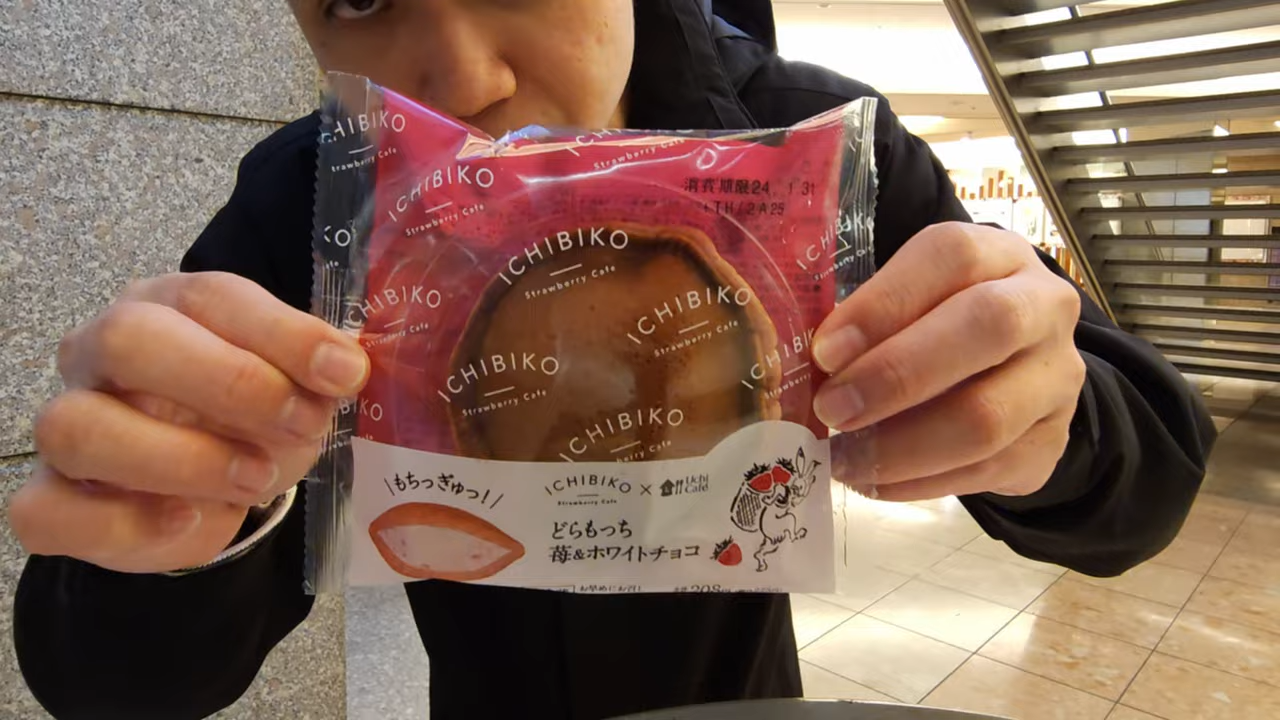 ICHIBIKO
Strawberry Cafe
ICHIBIKO
Strawberry Cafe
消費期限24. 1.31
ICHIBIKO
Strawberry Cafe
ICHIBIKO
Strawberry Cafe
ICHIBIKO
Strawberry Cafe
ICHIBIKO
Strawberry Cafe
ICHIBIKO
\もちっぎゅっ!/
ICHIBIKO × Uchi Café
Strawberry Cafe
どらもっち
苺&ホワイトチョコ